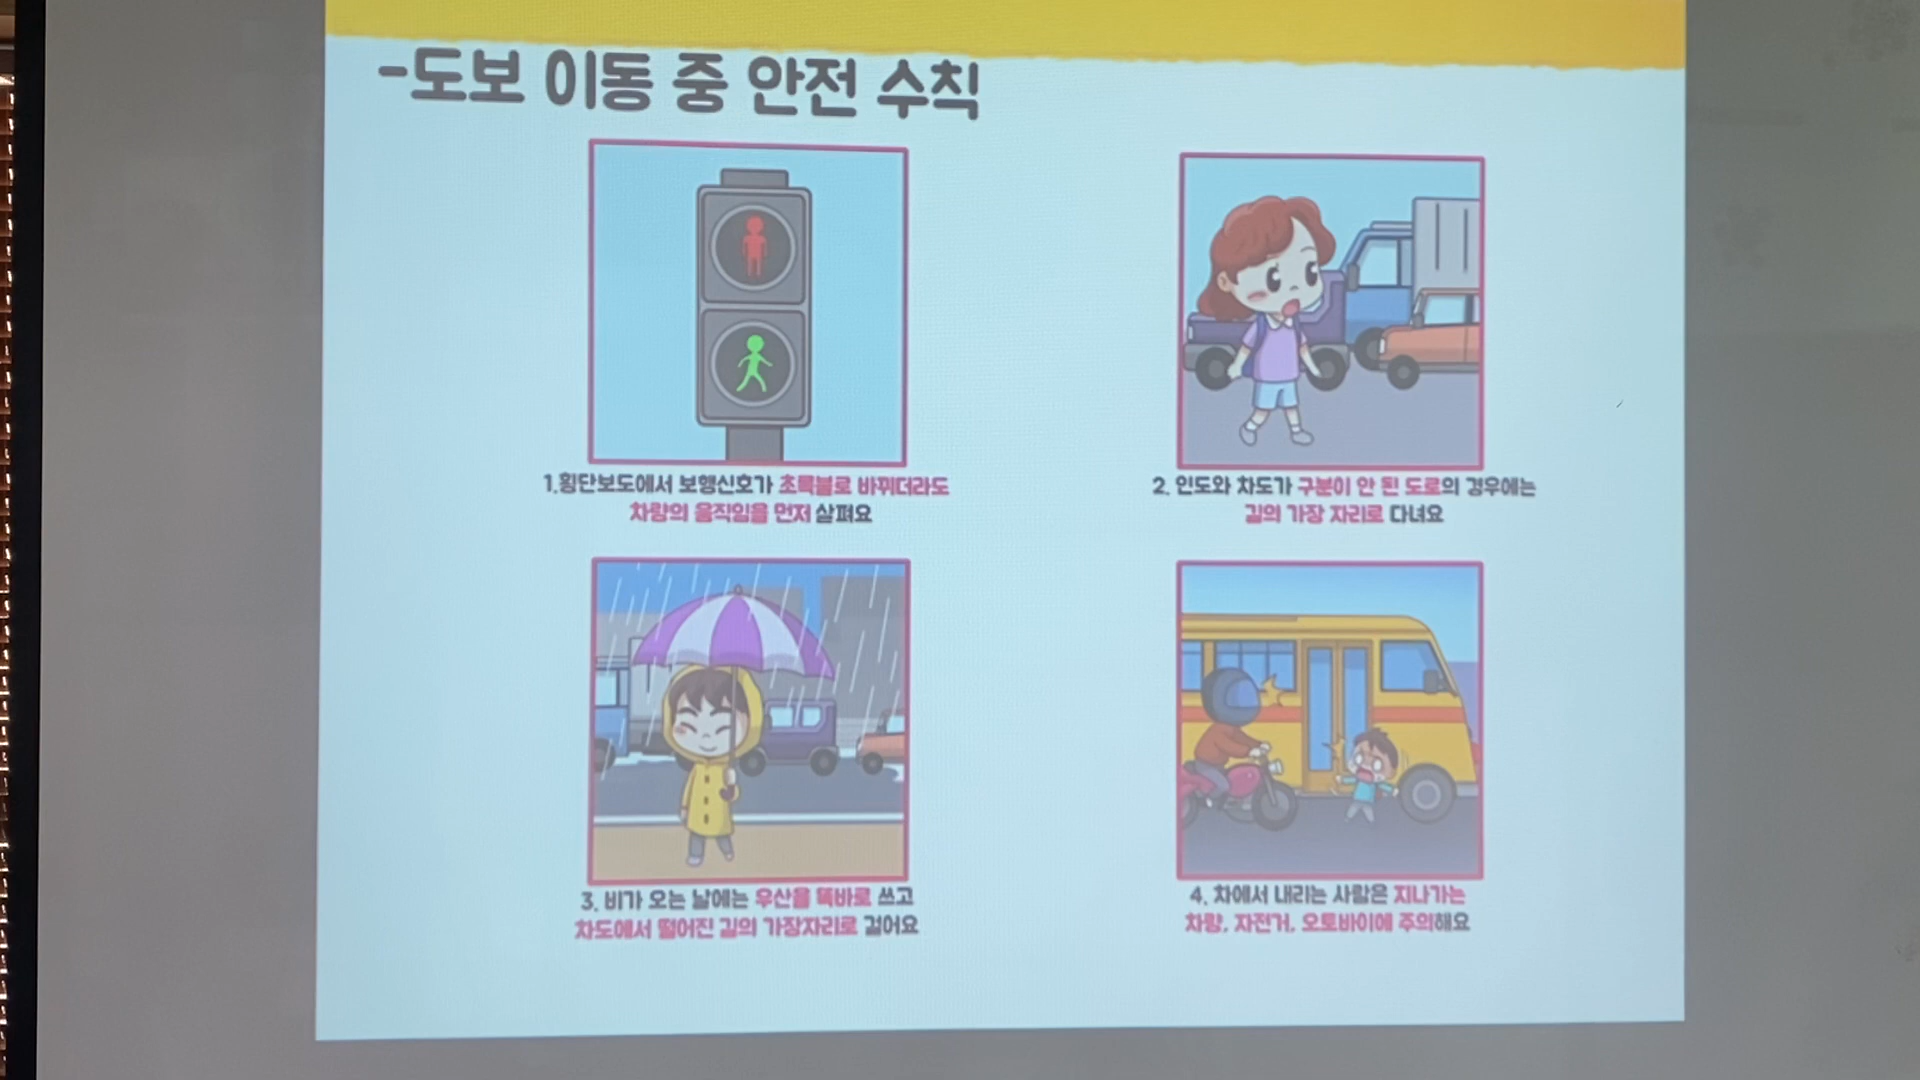 -도보 이동 중 안전 수칙
1.횡단보도에서 보행신호가 초록불로 바뀌더라도
차량의 움직임을 먼저 살펴요
2. 인도와 차도가 구분이 안 된 도로의 경우에는
길의 가장 자리로 다녀요
3. 비가 오는 날에는 우산을 똑바로 쓰고
차도에서 떨어진 길의 가장자리로 걸어요
4. 차에서 내리는 사람은 지나가는
차량, 자전거, 오토바이에 주의해요